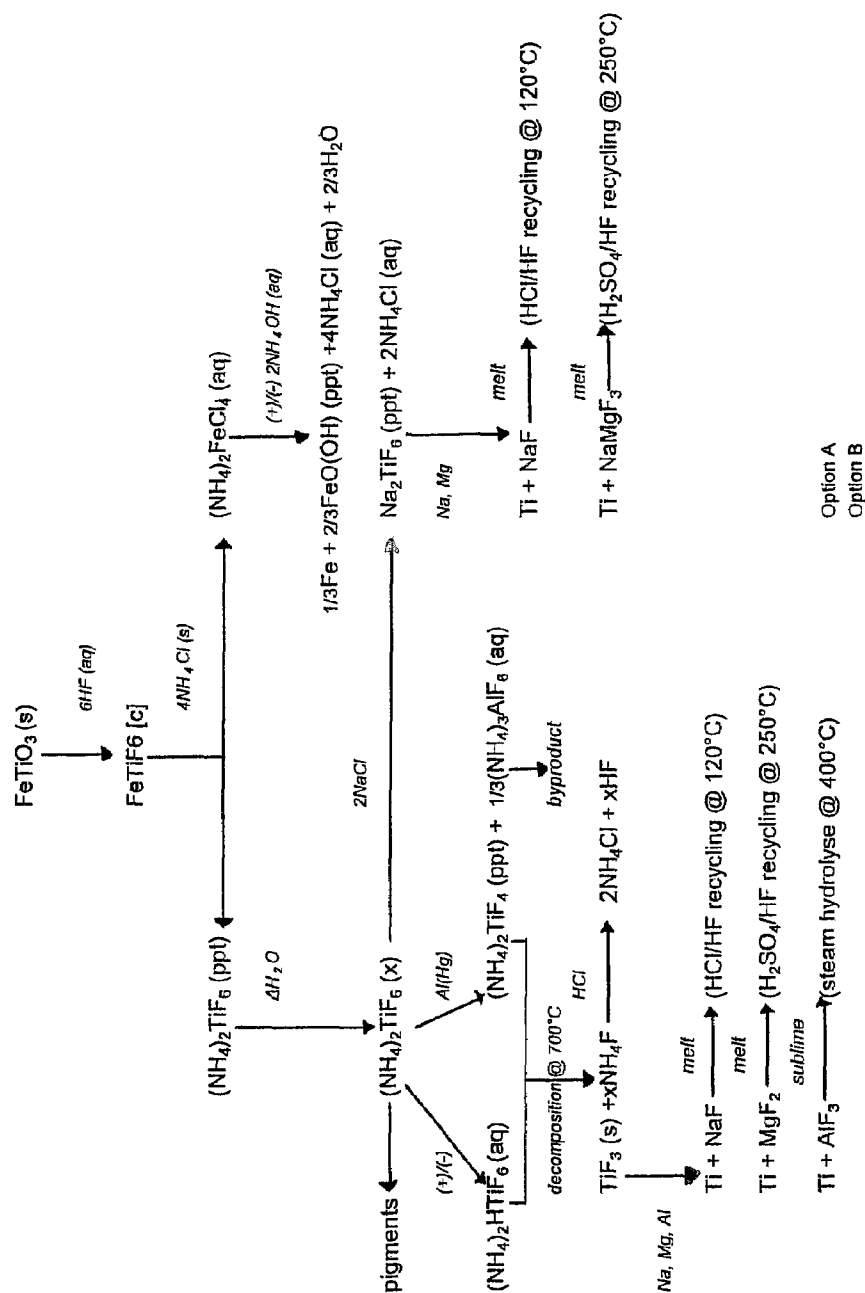 FeTiO₃ (s)
6HF (aq)
FeTiF6 [c]
4NH₄Cl (s)
(NH₄)₂TiF₆ (ppt)
(NH₄)₂FeCl₄ (aq)
ΔH₂O
(+)/(-) 2NH₄OH (aq)
1/3Fe + 2/3FeO(OH) (ppt) +4NH₄Cl (aq) + 2/3H₂O
pigments
(NH₄)₂TiF₆ (x)
2NaCl
Na₂TiF₆ (ppt) + 2NH₄Cl (aq)
(+)/(-)
Al(Hg)
Na, Mg
(NH₄)₂HTiF₆ (aq)
(NH₄)₂TiF₄ (ppt) + 1/3(NH₄)₃AlF₆ (aq)
byproduct
decomposition @ 700°C
Ti + NaF
melt
(HCl/HF recycling @ 120°C)
TiF₃ (s) +xNH₄F
HCl
2NH₄Cl + xHF
Ti + NaMgF₃
melt
(H₂SO₄/HF recycling @ 250°C)
Na, Mg, Al
Ti + NaF
melt
(HCl/HF recycling @ 120°C)
Ti + MgF₂
melt
(H₂SO₄/HF recycling @ 250°C)
Ti + AlF₃
sublime
(steam hydrolyse @ 400°C)
Option A
Option B